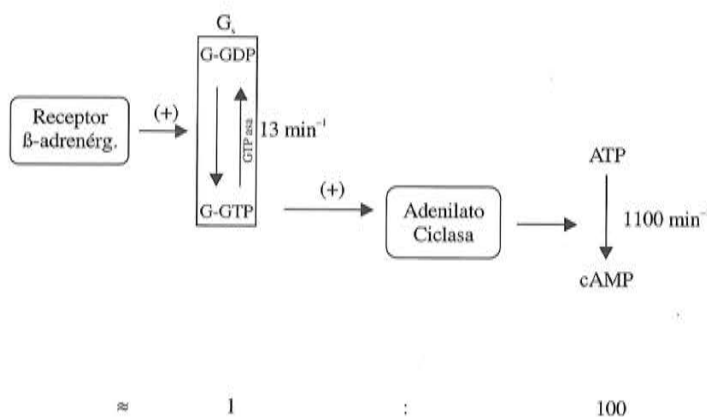 Gs
G-GDP
Receptor
ß-adrenérg.
(+)
GTPasa
13 min⁻¹
G-GTP
(+)
Adenilato
Ciclasa
ATP
1100 min⁻
cAMP
≈ 1 : 100